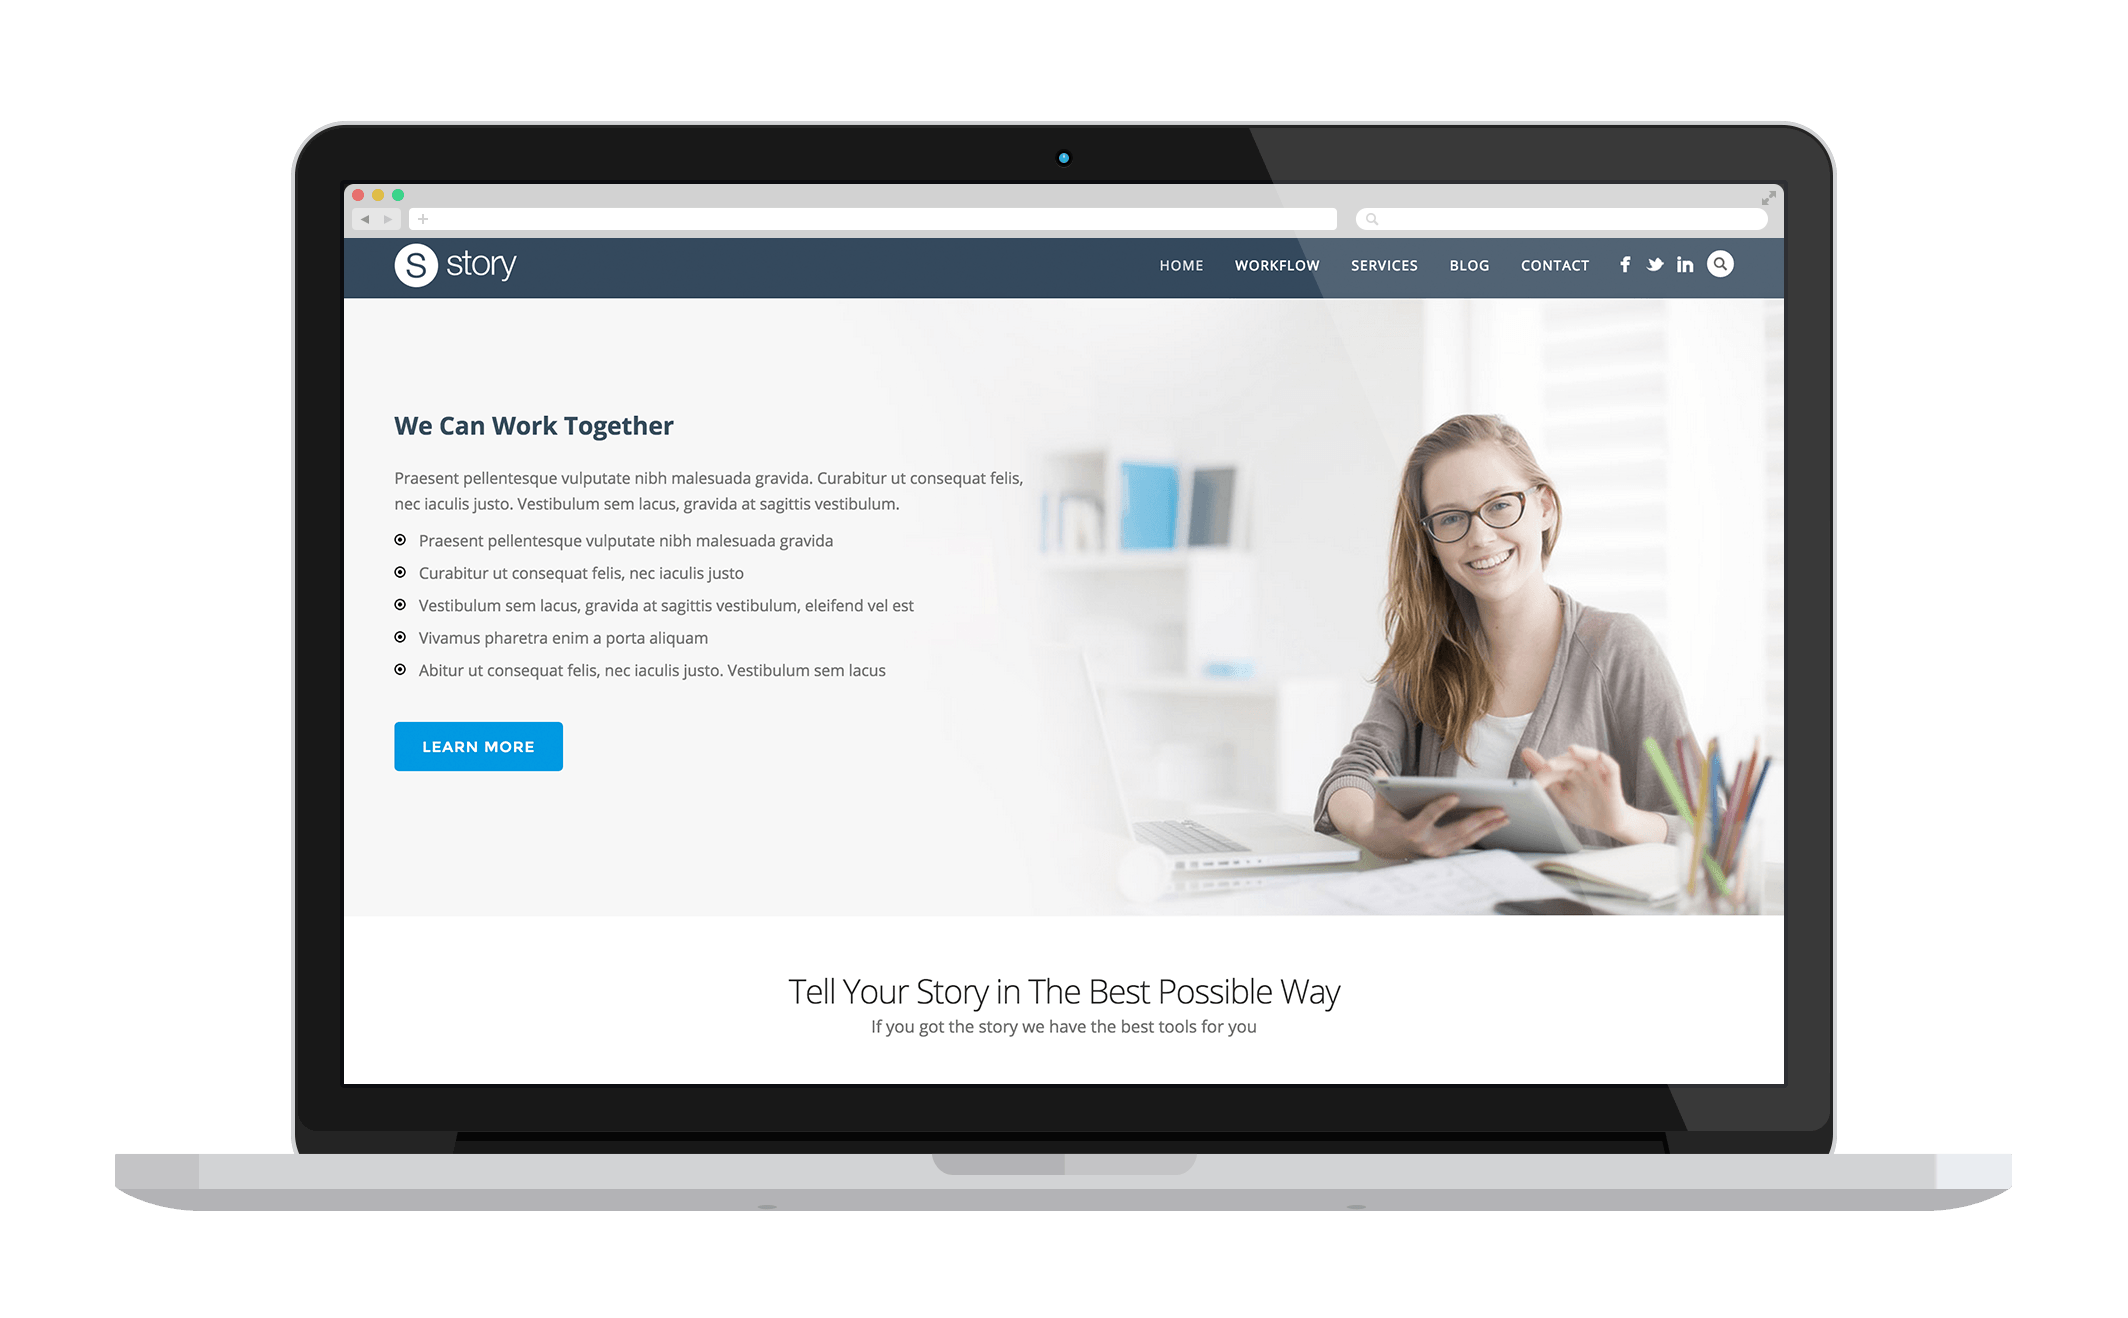 S story
HOME WORKFLOW SERVICES BLOG CONTACT
We Can Work Together
Praesent pellentesque vulputate nibh malesuada gravida. Curabitur ut consequat felis,
nec iaculis justo. Vestibulum sem lacus, gravida at sagittis vestibulum.
Praesent pellentesque vulputate nibh malesuada gravida
Curabitur ut consequat felis, nec iaculis justo
Vestibulum sem lacus, gravida at sagittis vestibulum, eleifend vel est
Vivamus pharetra enim a porta aliquam
Abitur ut consequat felis, nec iaculis justo. Vestibulum sem lacus
LEARN MORE
Tell Your Story in The Best Possible Way
If you got the story we have the best tools for you